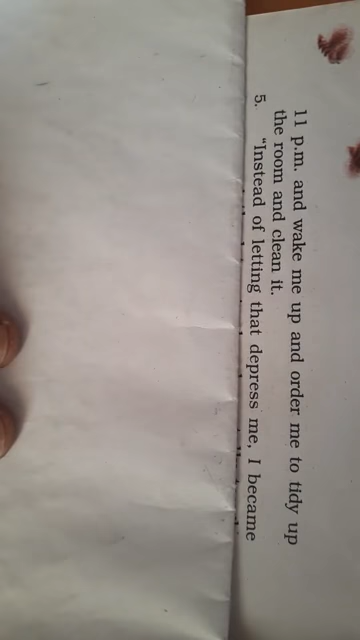 11 p.m. and wake me up and order me to tidy up
the room and clean it.
5. "Instead of letting that depress me, I became